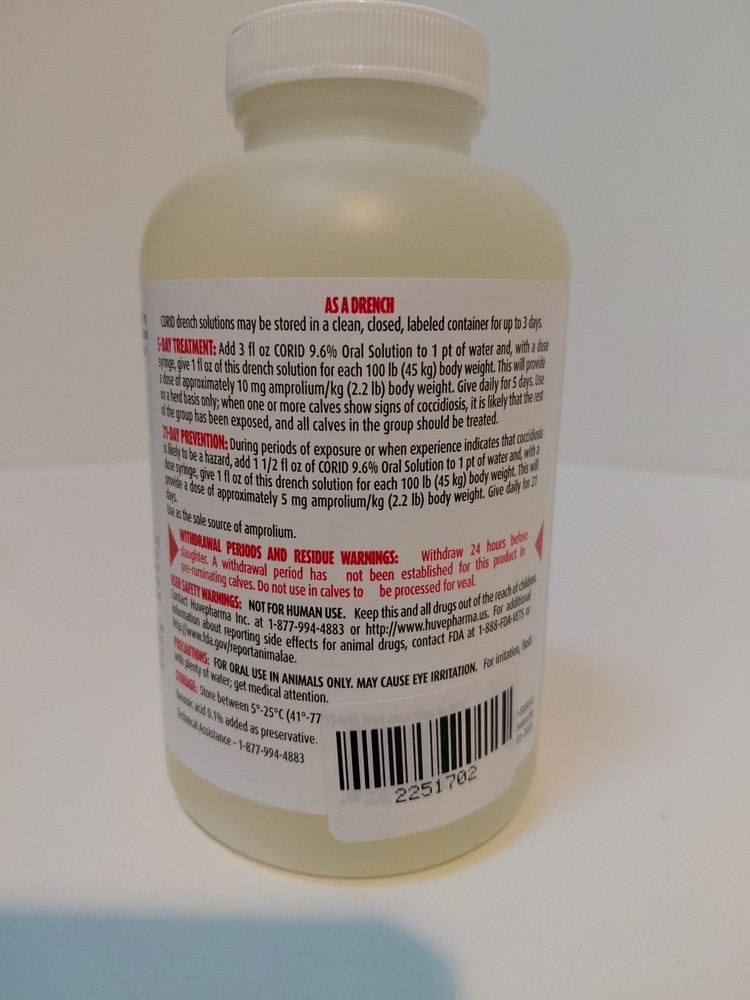 AS A DRENCH
CORID drench solutions may be stored in a clean, closed, labeled container for up to 3 days.
5-DAY TREATMENT: Add 3 fl oz CORID 9.6% Oral Solution to 1 pt of water and, with a dose
syringe, give 1 fl oz of this drench solution for each 100 lb (45 kg) body weight. This will provide
a dose of approximately 10 mg amprolium/kg (2.2 lb) body weight. Give daily for 5 days. Use
on a herd basis only; when one or more calves show signs of coccidiosis, it is likely that the rest
of the group has been exposed, and all calves in the group should be treated.
21-DAY PREVENTION: During periods of exposure or when experience indicates that coccidiosis
is likely to be a hazard, add 1 1/2 fl oz of CORID 9.6% Oral Solution to 1 pt of water and, with a
dose syringe, give 1 fl oz of this drench solution for each 100 lb (45 kg) body weight. This will
provide a dose of approximately 5 mg amprolium/kg (2.2 lb) body weight. Give daily for 21
days.
Use as the sole source of amprolium.
WITHDRAWAL PERIODS AND RESIDUE WARNINGS: Withdraw 24 hours before
slaughter. A withdrawal period has not been established for this product in
pre-ruminating calves. Do not use in calves to be processed for veal.
USER SAFETY WARNINGS: NOT FOR HUMAN USE. Keep this and all drugs out of the reach of children.
Contact Huvepharma Inc. at 1-877-994-4883 or http://www.huvepharma.us. For additional
information about reporting side effects for animal drugs, contact FDA at 1-888-FDA-VETS or
http://www.fda.gov/reportanimalae.
PRECAUTIONS: FOR ORAL USE IN ANIMALS ONLY. MAY CAUSE EYE IRRITATION. For irritation, flush
with plenty of water; get medical attention.
STORAGE: Store between 5°-25°C (41°-77
Benzoic acid 0.1% added as preservative.
Technical Assistance - 1-877-994-4883
2251702